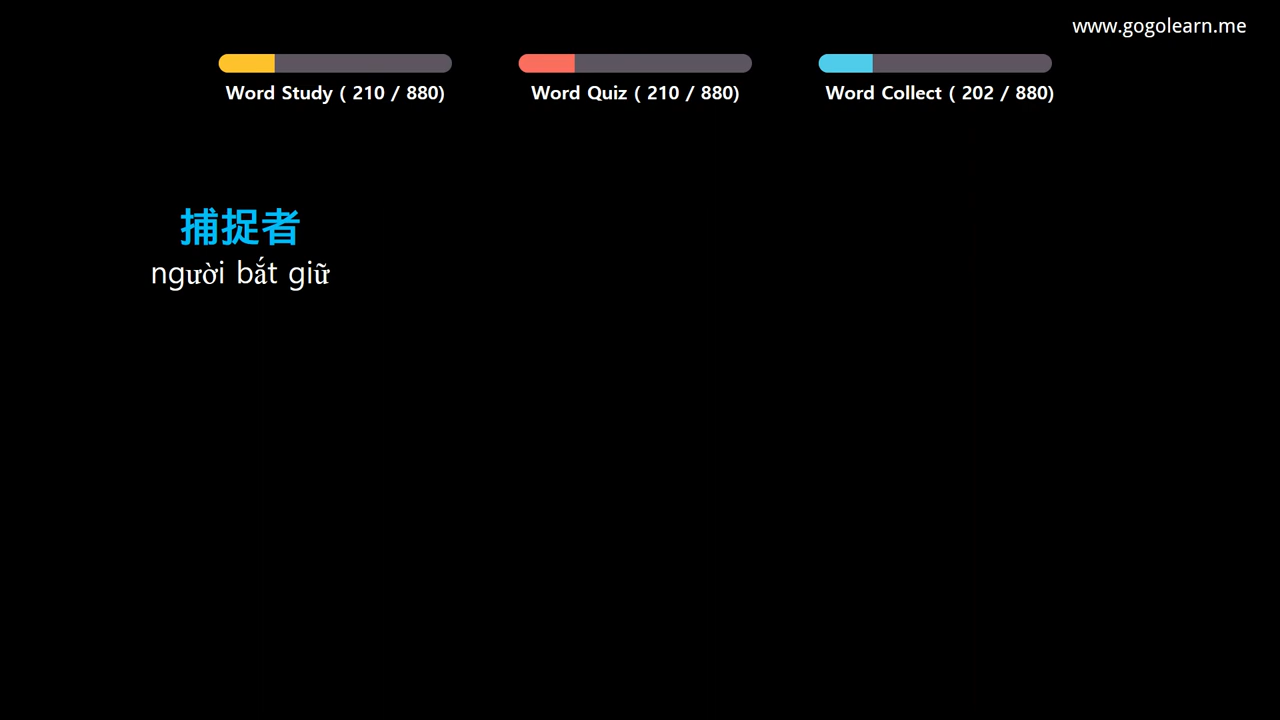 www.gogolearn.me
Word Study ( 210 / 880)
Word Quiz ( 210 / 880)
Word Collect ( 202 / 880)
捕捉者
người bắt giữ